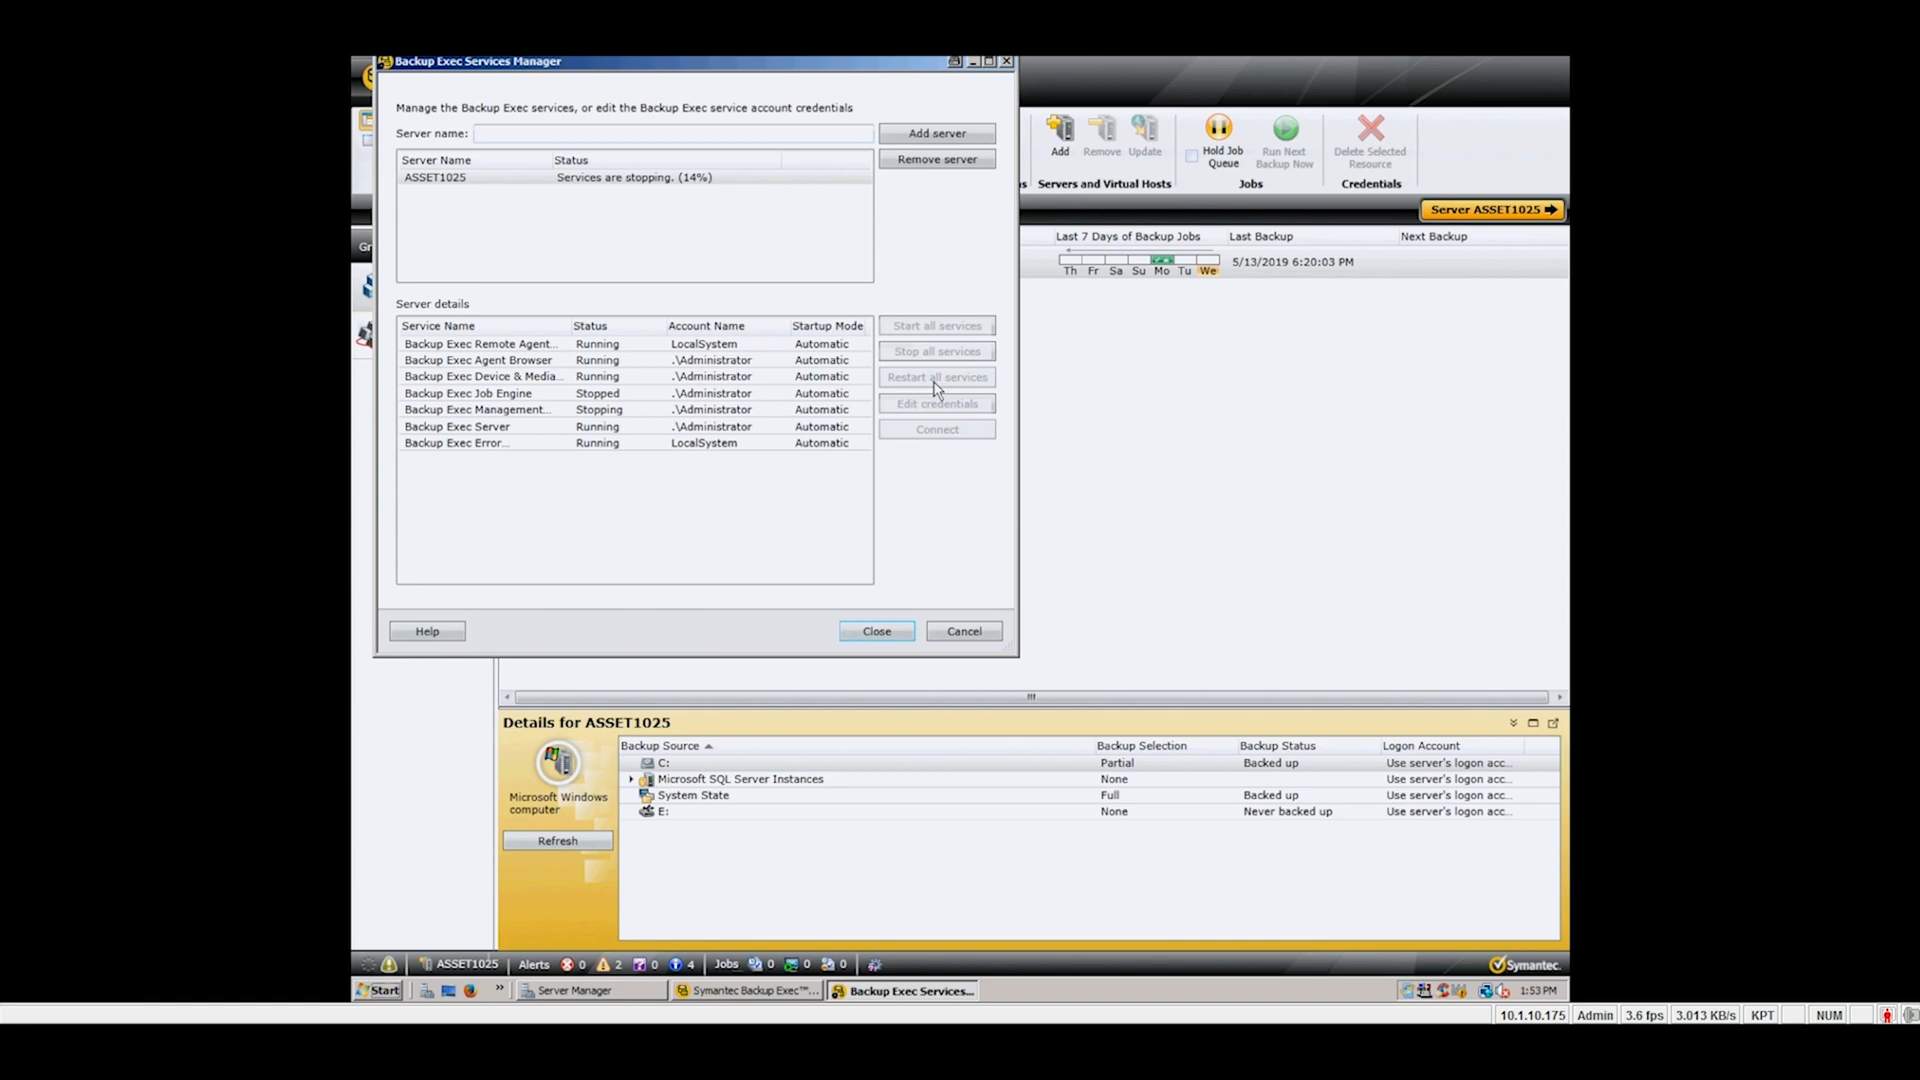 Backup Exec Services Manager
Manage the Backup Exec services, or edit the Backup Exec service account credentials
Server name:
Add server
Server Name Status
Remove server
ASSET1025 Services are stopping. (14%)
Server details
Service Name Status Account Name Startup Mode
Backup Exec Remote Agent... Running LocalSystem Automatic
Backup Exec Agent Browser Running .\Administrator Automatic
Backup Exec Device & Media... Running .\Administrator Automatic
Backup Exec Job Engine Stopped .\Administrator Automatic
Backup Exec Management... Stopping .\Administrator Automatic
Backup Exec Server Running .\Administrator Automatic
Backup Exec Error... Running LocalSystem Automatic
Start all services
Stop all services
Restart all services
Edit credentials
Connect
Help
Close
Cancel
Add
Remove
Update
Servers and Virtual Hosts
Hold Job
Queue
Run Next
Backup Now
Jobs
Delete Selected
Resource
Credentials
Server ASSET1025
Gr
Last 7 Days of Backup Jobs Last Backup Next Backup
Th Fr Sa Su Mo Tu We
5/13/2019 6:20:03 PM
Details for ASSET1025
Microsoft Windows
computer
Refresh
Backup Source Backup Selection Backup Status Logon Account
C: Partial Backed up Use server's logon acc...
Microsoft SQL Server Instances None Use server's logon acc...
System State Full Backed up Use server's logon acc...
E: None Never backed up Use server's logon acc...
ASSET1025 Alerts 0 2 0 4 Jobs 0 0 0
Symantec.
Start
»
Server Manager
Symantec Backup Exec™...
Backup Exec Services...
1:53 PM
10.1.10.175 Admin 3.6 fps 3.013 KB/s KPT NUM